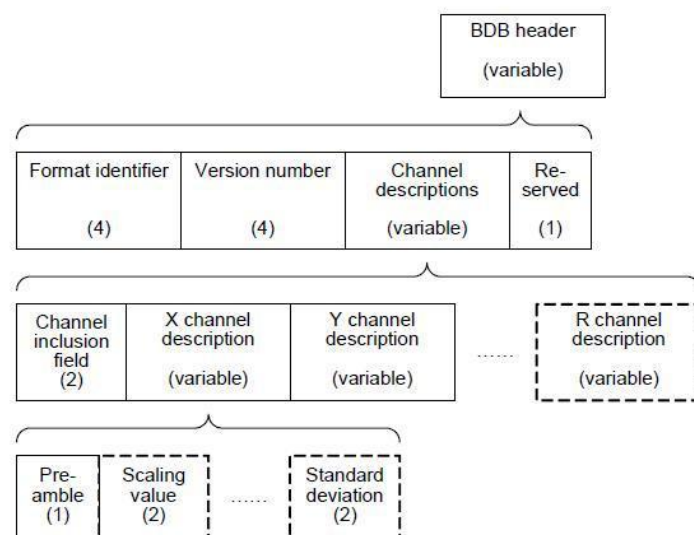 BDB header
(variable)
Format identifier
(4)
Version number
(4)
Channel
descriptions
(variable)
Re-
served
(1)
Channel
inclusion
field
(2)
X channel
description
(variable)
Y channel
description
(variable)
......
R channel
description
(variable)
Pre-
amble
(1)
Scaling
value
(2)
......
Standard
deviation
(2)